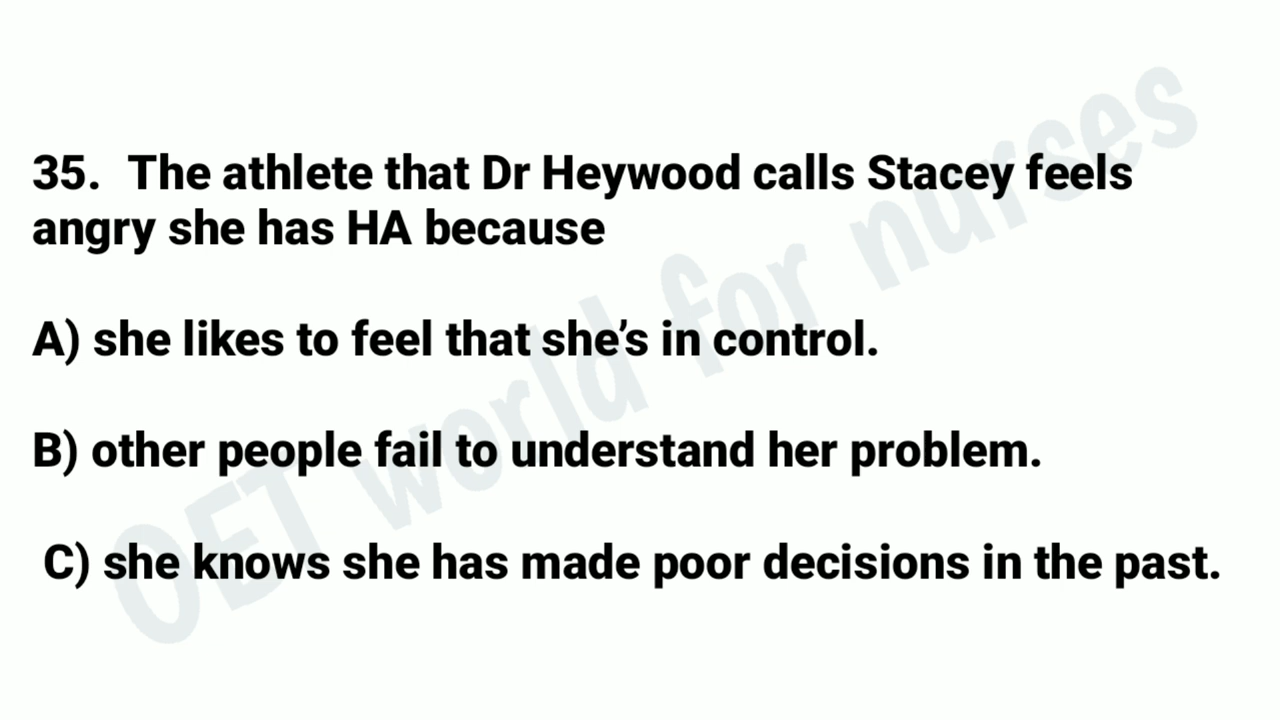 35. The athlete that Dr Heywood calls Stacey feels
angry she has HA because
A) she likes to feel that she’s in control.
B) other people fail to understand her problem.
C) she knows she has made poor decisions in the past.
OET world for nurses